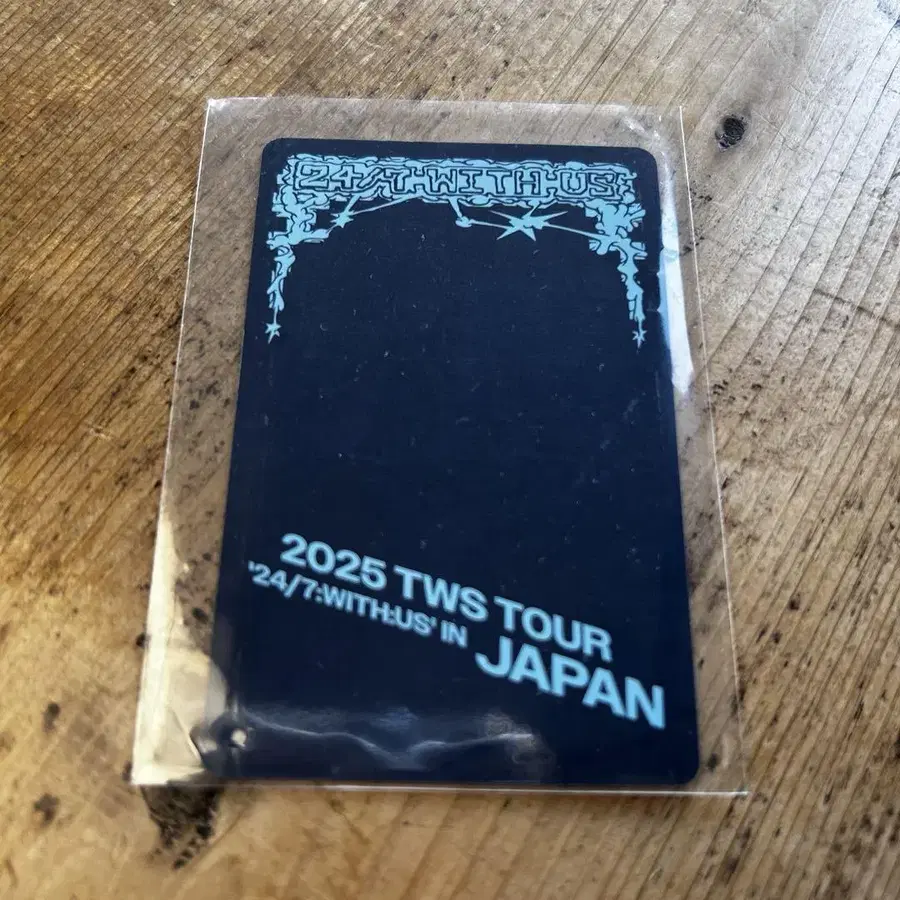 24/7:WITH:US
2025 TWS TOUR
'24/7:WITH:US' IN
JAPAN